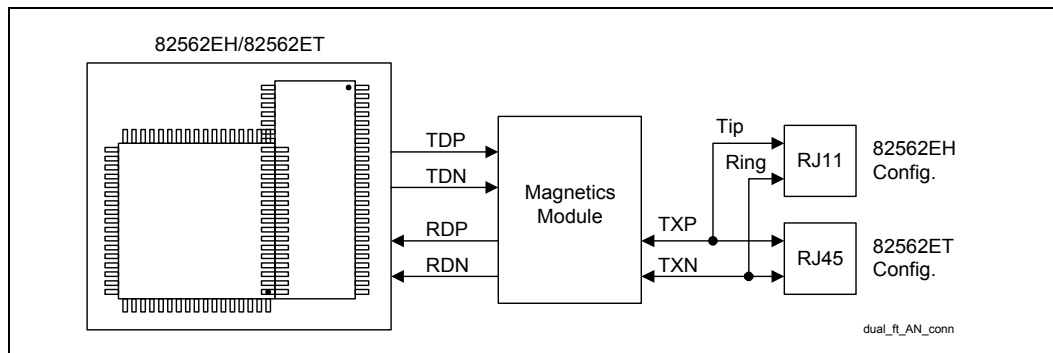 82562EH/82562ET
TDP
TDN
RDP
RDN
Magnetics
Module
Tip
Ring
TXP
TXN
RJ11
82562EH
Config.
RJ45
82562ET
Config.
dual_ft_AN_conn